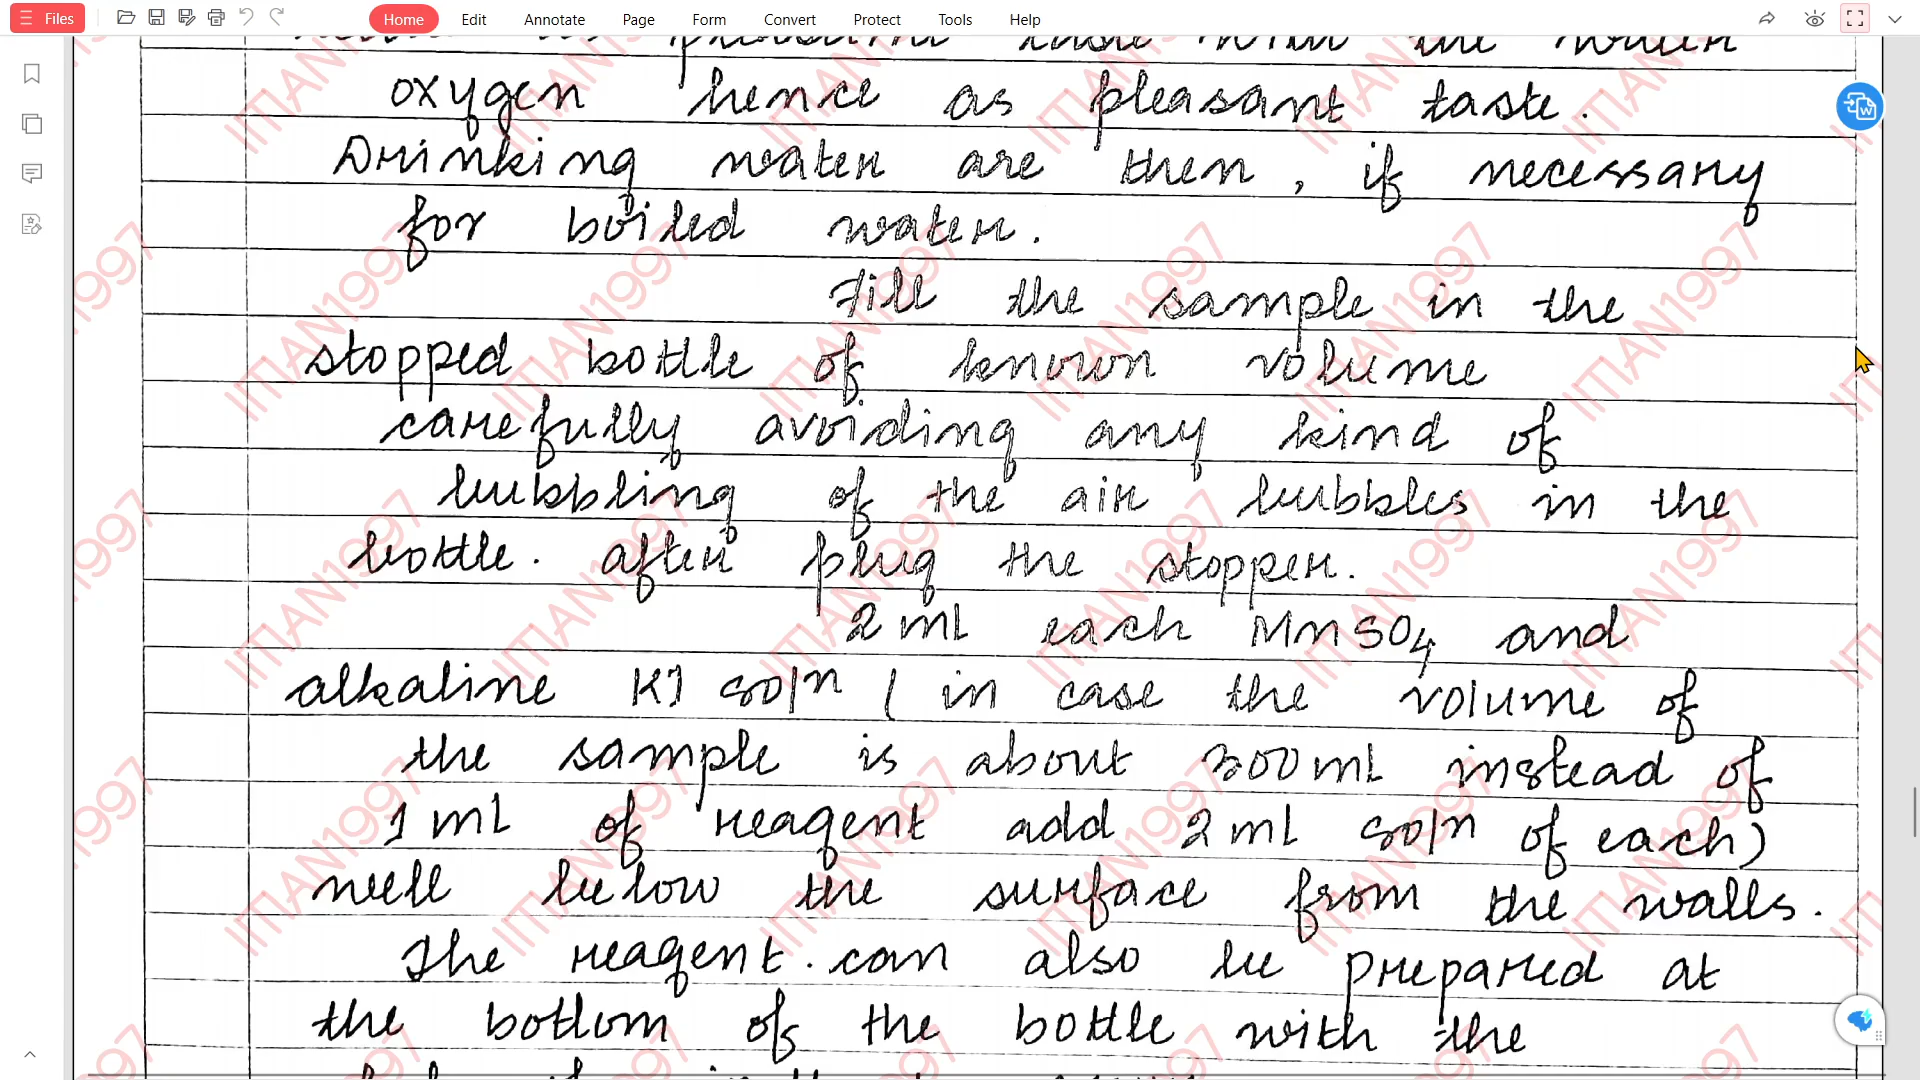 Files
Home Edit Annotate Page Form Convert Protect Tools Help
the
oxygen hence as pleasant taste.
Drinking water are then, if necessary
for boiled water.
Fill the sample in the
stopped bottle of known volume
carefully avoiding any kind of
bubbling of the air bubbles in the
bottle. after plug the stopper.
2 ml each MnSO4 and
alkaline KI soln ( in case the volume of
the sample is about 300 ml instead of
1 ml of reagent add 2 ml soln of each)
well below the surface from the walls.
The reagent. can also be prepared at
the bottom of the bottle with the
IMAN1997